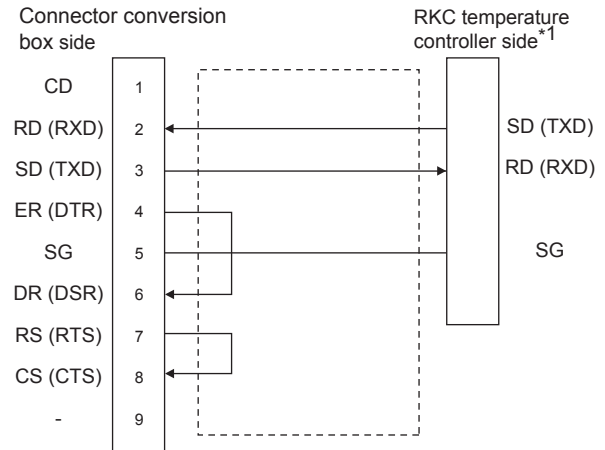 Connector conversion
box side
RKC temperature
controller side*1
CD 1
RD (RXD) 2 SD (TXD)
SD (TXD) 3 RD (RXD)
ER (DTR) 4
SG 5 SG
DR (DSR) 6
RS (RTS) 7
CS (CTS) 8
- 9